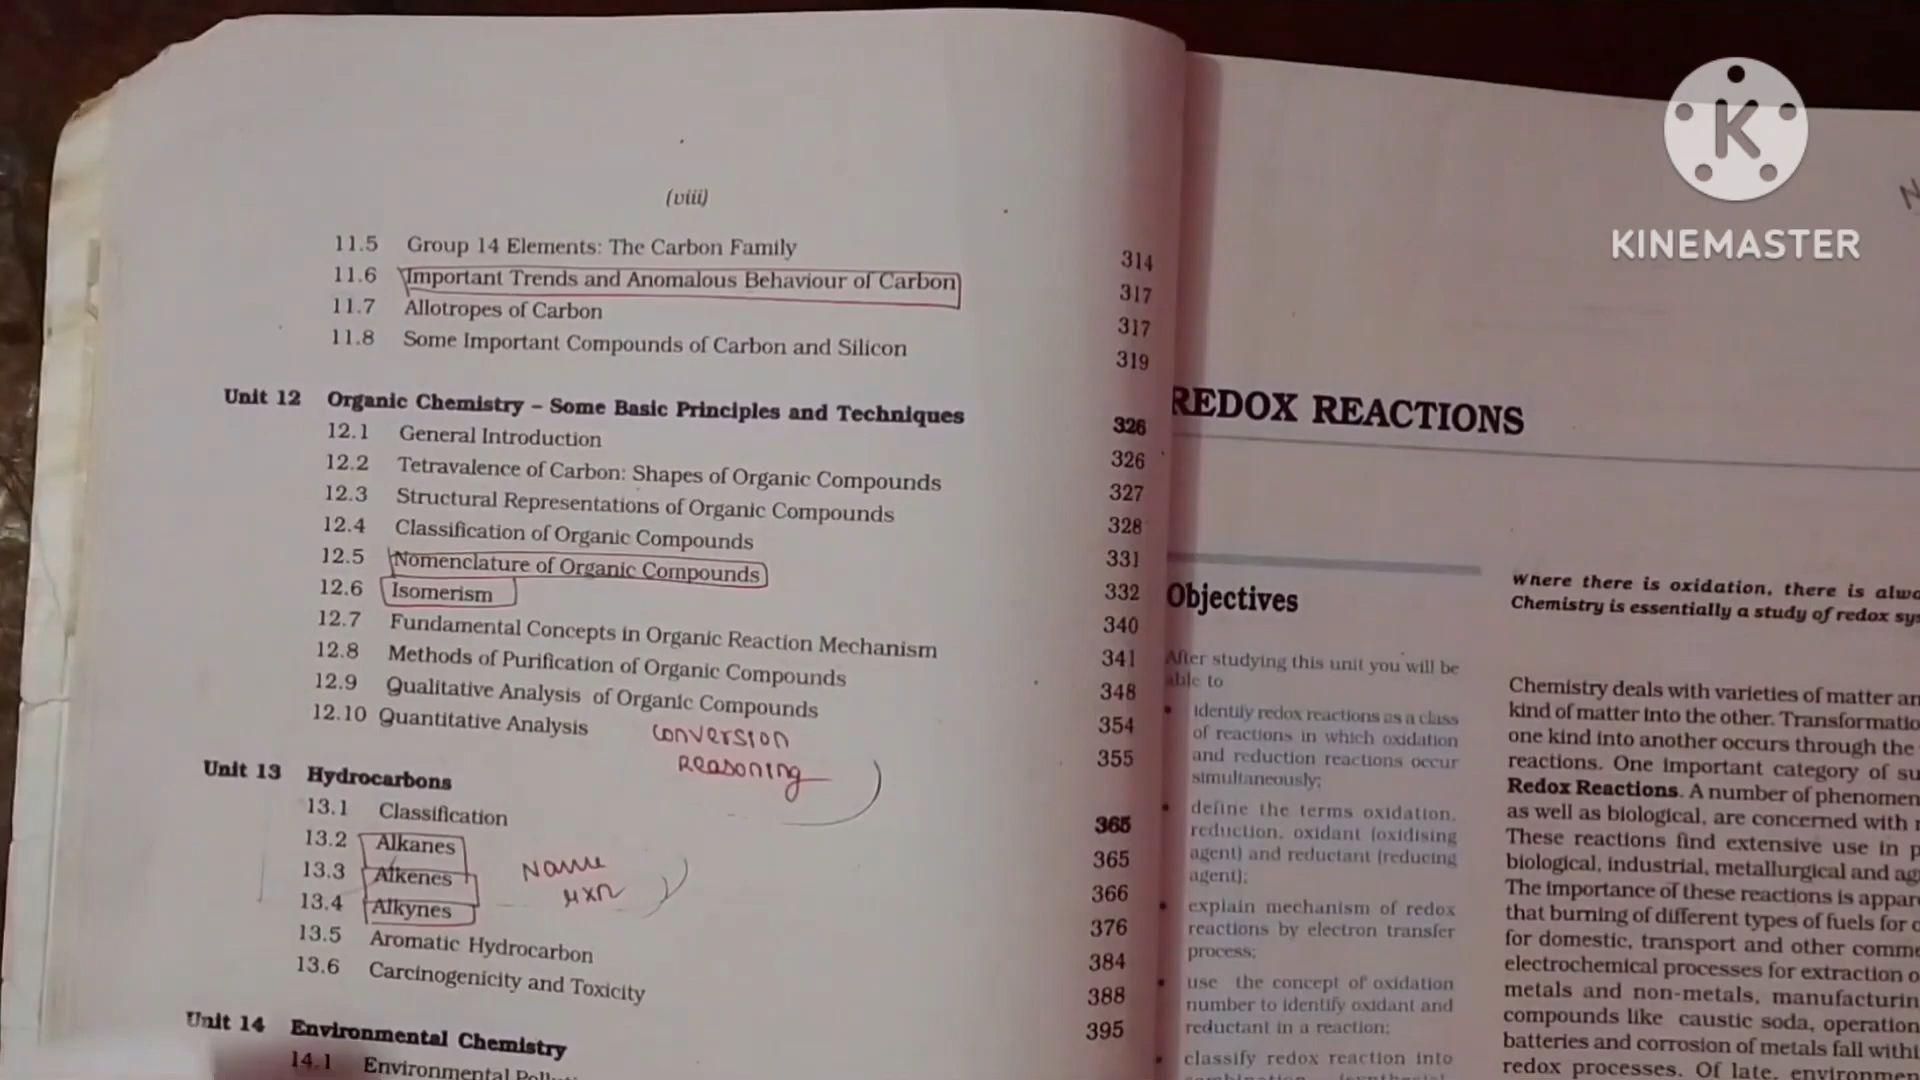 (viii)
11.5 Group 14 Elements: The Carbon Family 314
11.6 Important Trends and Anomalous Behaviour of Carbon 317
11.7 Allotropes of Carbon 317
11.8 Some Important Compounds of Carbon and Silicon 319
Unit 12 Organic Chemistry – Some Basic Principles and Techniques 326
12.1 General Introduction 326
12.2 Tetravalence of Carbon: Shapes of Organic Compounds 327
12.3 Structural Representations of Organic Compounds 328
12.4 Classification of Organic Compounds 331
12.5 Nomenclature of Organic Compounds 332
12.6 Isomerism 340
12.7 Fundamental Concepts in Organic Reaction Mechanism 341
12.8 Methods of Purification of Organic Compounds 348
12.9 Qualitative Analysis of Organic Compounds 354
12.10 Quantitative Analysis 355
conversion
Reasoning
Unit 13 Hydrocarbons 365
13.1 Classification 365
13.2 Alkanes 366
13.3 Alkenes 376
13.4 Alkynes 384
Name
rxn
13.5 Aromatic Hydrocarbon 388
13.6 Carcinogenicity and Toxicity 395
Unit 14 Environmental Chemistry
14.1 Environmental
REDOX REACTIONS
Objectives
After studying this unit you will be
able to
• identify redox reactions as a class
of reactions in which oxidation
and reduction reactions occur
simultaneously;
• define the terms oxidation,
reduction, oxidant (oxidising
agent) and reductant (reducing
agent);
• explain mechanism of redox
reactions by electron transfer
process;
• use the concept of oxidation
number to identify oxidant and
reductant in a reaction;
• classify redox reaction into
Where there is oxidation, there is
Chemistry is essentially a study of redox
Chemistry deals with varieties of matter
kind of matter into the other.
one kind into another occurs through the
reactions. One important category of
Redox Reactions. A number of
as well as biological, are concerned with
These reactions find extensive use in
biological, industrial, metallurgical and
The importance of these reactions is
that burning of different types of fuels for
for domestic, transport and other
electrochemical processes for extraction
metals and non-metals,
compounds like caustic soda,
batteries and corrosion of metals fall
redox processes. Of late,
KINEMASTER